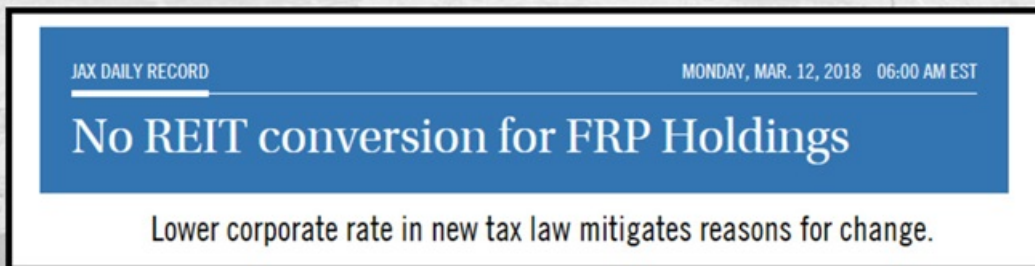 JAX DAILY RECORD
MONDAY, MAR. 12, 2018 06:00 AM EST
No REIT conversion for FRP Holdings
Lower corporate rate in new tax law mitigates reasons for change.